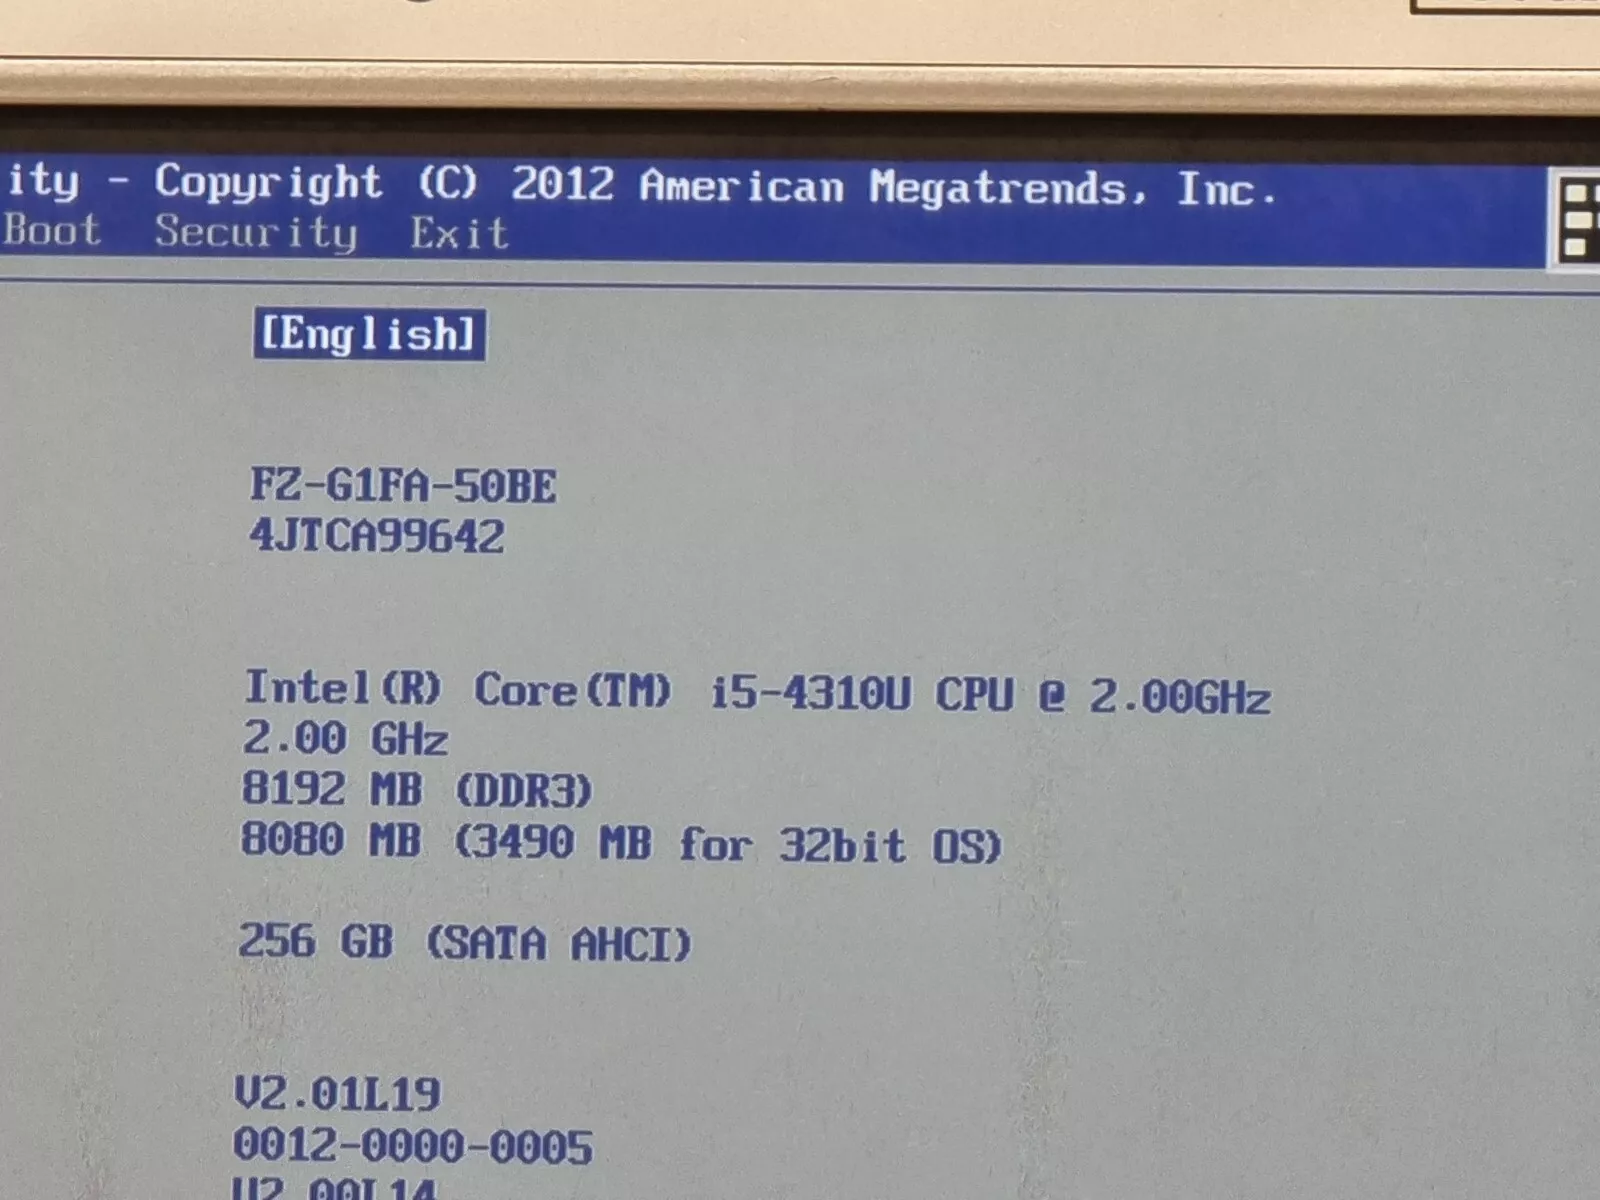 ity - Copyright (C) 2012 American Megatrends, Inc.
Boot Security Exit
[English]
FZ-G1FA-50BE
4JTCA99642
Intel(R) Core(TM) i5-4310U CPU @ 2.00GHz
2.00 GHz
8192 MB (DDR3)
8080 MB (3490 MB for 32bit OS)
256 GB (SATA AHCI)
V2.01L19
0012-0000-0005
V2.00L14